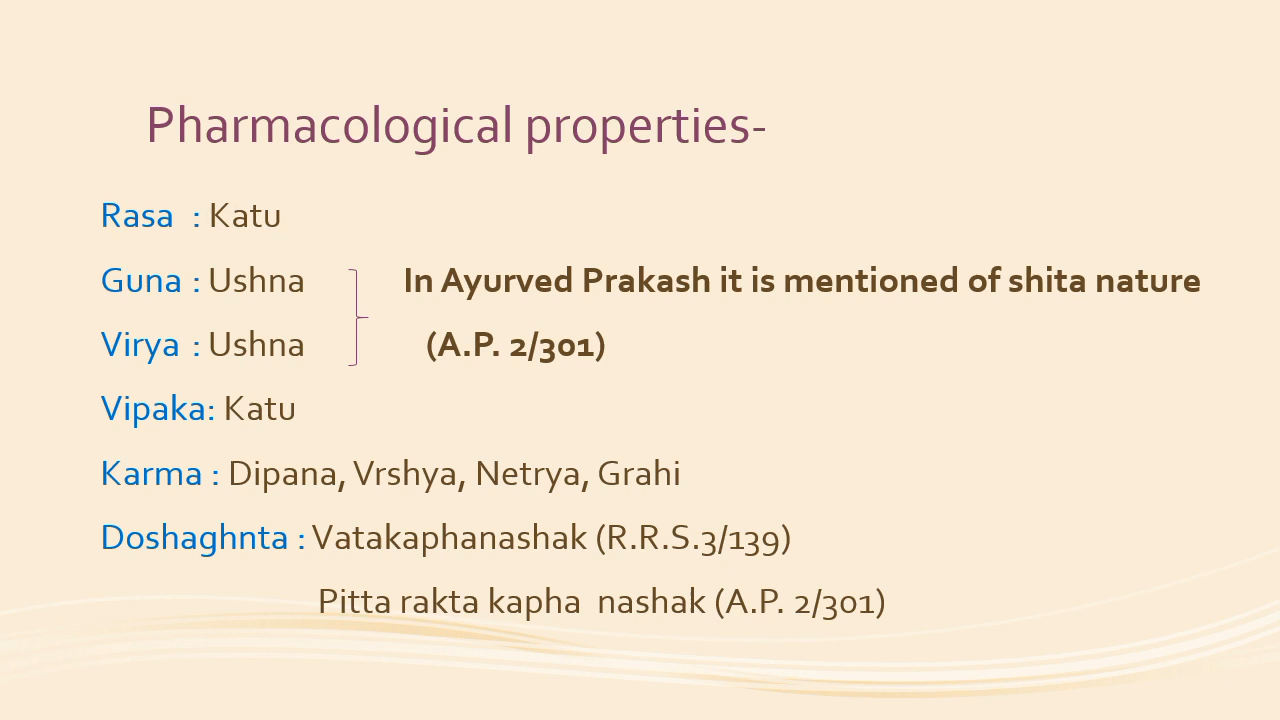 Pharmacological properties-
Rasa : Katu
Guna : Ushna In Ayurved Prakash it is mentioned of shita nature
Virya : Ushna (A.P. 2/301)
Vipaka: Katu
Karma : Dipana, Vrshya, Netrya, Grahi
Doshaghnta : Vatakaphanashak (R.R.S.3/139)
Pitta rakta kapha nashak (A.P. 2/301)